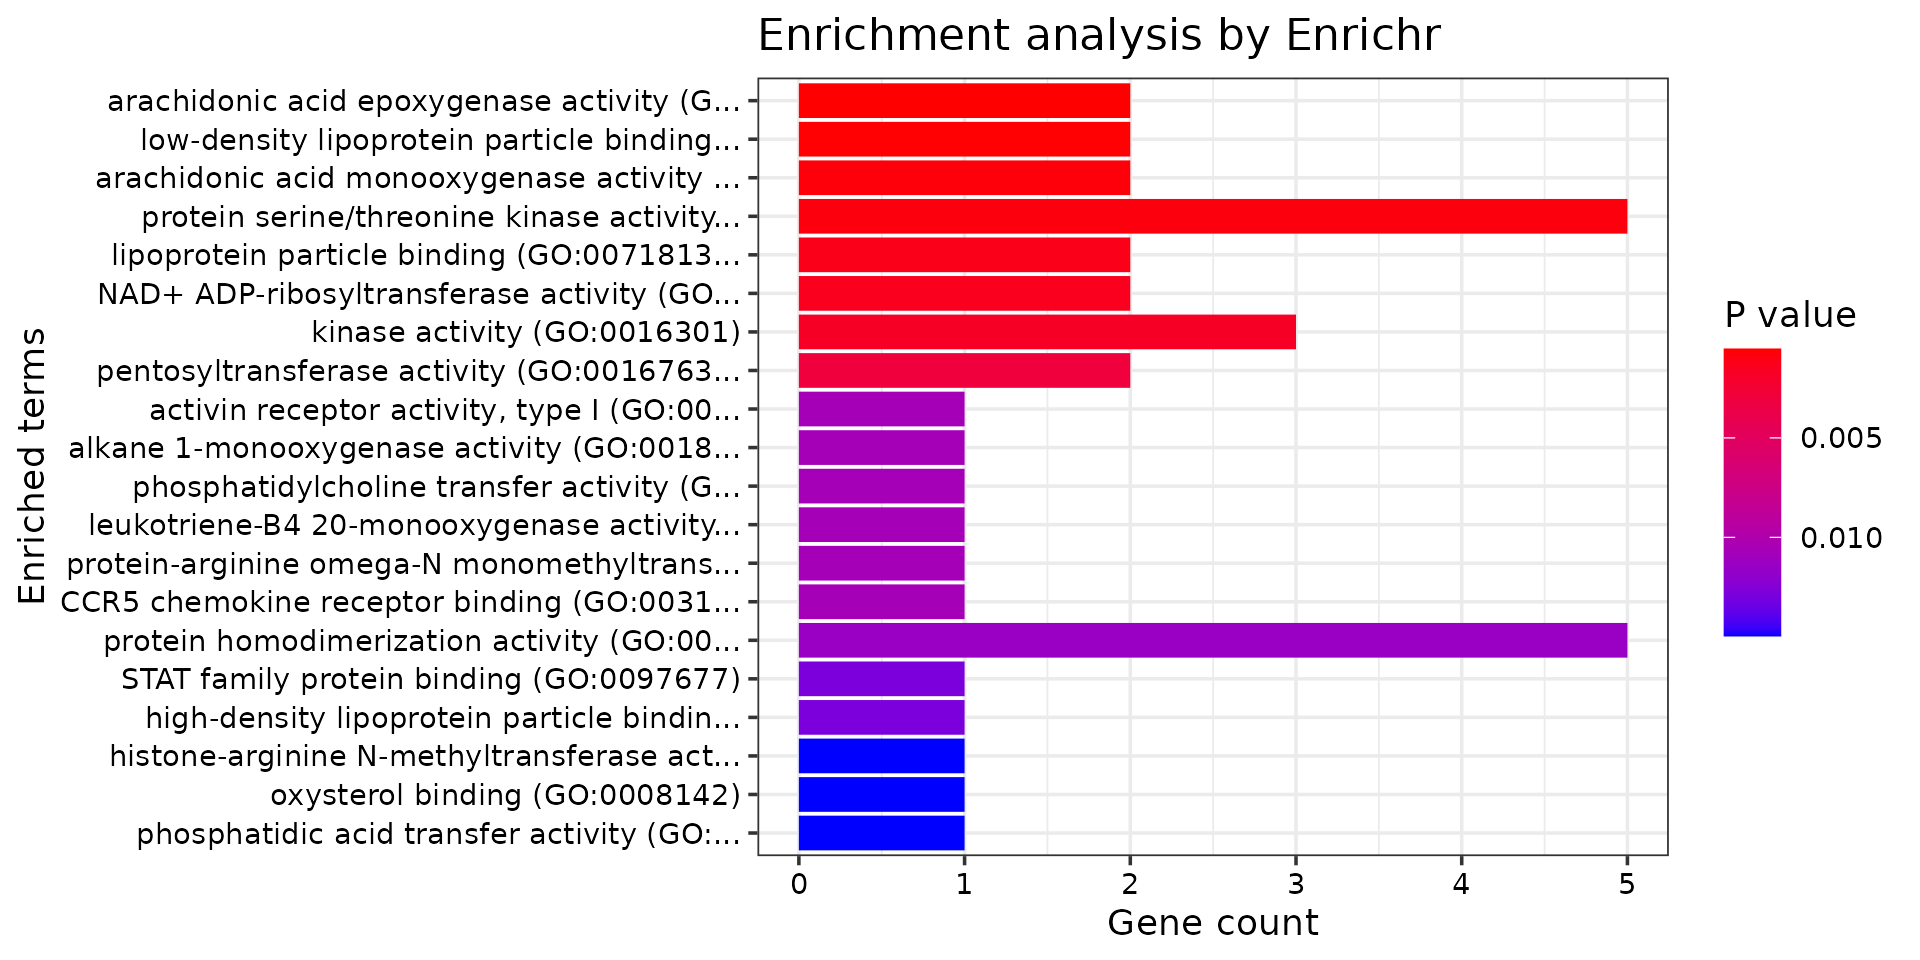 Enrichment analysis by Enrichr
arachidonic acid epoxygenase activity (G...
low-density lipoprotein particle binding...
arachidonic acid monooxygenase activity ...
protein serine/threonine kinase activity...
lipoprotein particle binding (GO:0071813...
NAD+ ADP-ribosyltransferase activity (GO...
kinase activity (GO:0016301)
pentosyltransferase activity (GO:0016763...
activin receptor activity, type I (GO:00...
alkane 1-monooxygenase activity (GO:0018...
phosphatidylcholine transfer activity (G...
leukotriene-B4 20-monooxygenase activity...
protein-arginine omega-N monomethyltrans...
CCR5 chemokine receptor binding (GO:0031...
protein homodimerization activity (GO:00...
STAT family protein binding (GO:0097677)
high-density lipoprotein particle bindin...
histone-arginine N-methyltransferase act...
oxysterol binding (GO:0008142)
phosphatidic acid transfer activity (GO:...
Enriched terms
0 1 2 3 4 5
Gene count
P value
0.005
0.010